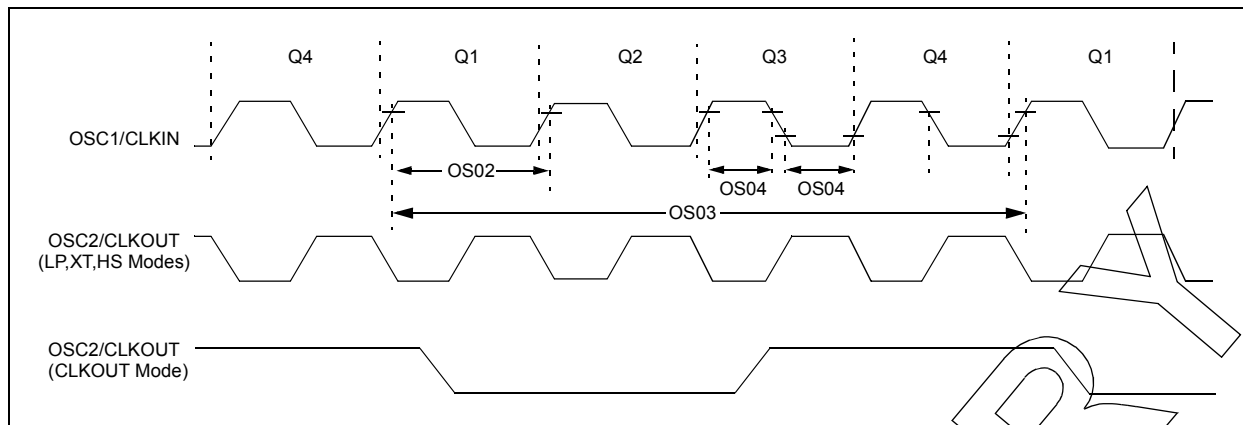 Q4 Q1 Q2 Q3 Q4 Q1
OSC1/CLKIN
OS02
OS04 OS04
OS03
OSC2/CLKOUT
(LP,XT,HS Modes)
OSC2/CLKOUT
(CLKOUT Mode)
R Y